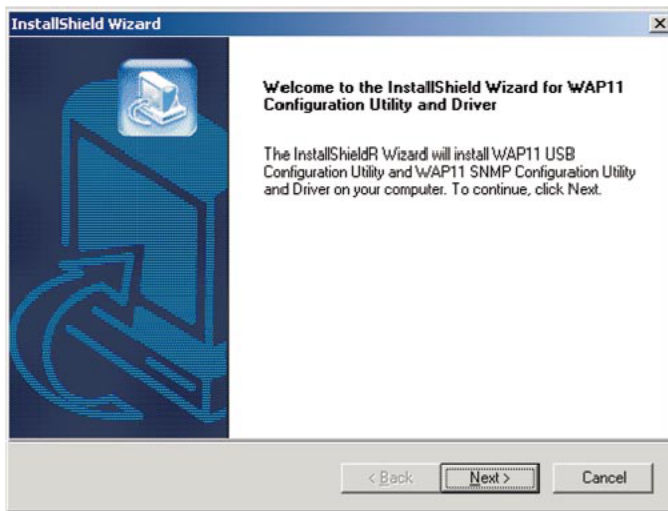 InstallShield Wizard
Welcome to the InstallShield Wizard for WAP11
Configuration Utility and Driver
The InstallShieldR Wizard will install WAP11 USB
Configuration Utility and WAP11 SNMP Configuration Utility
and Driver on your computer. To continue, click Next.
< Back
Next >
Cancel